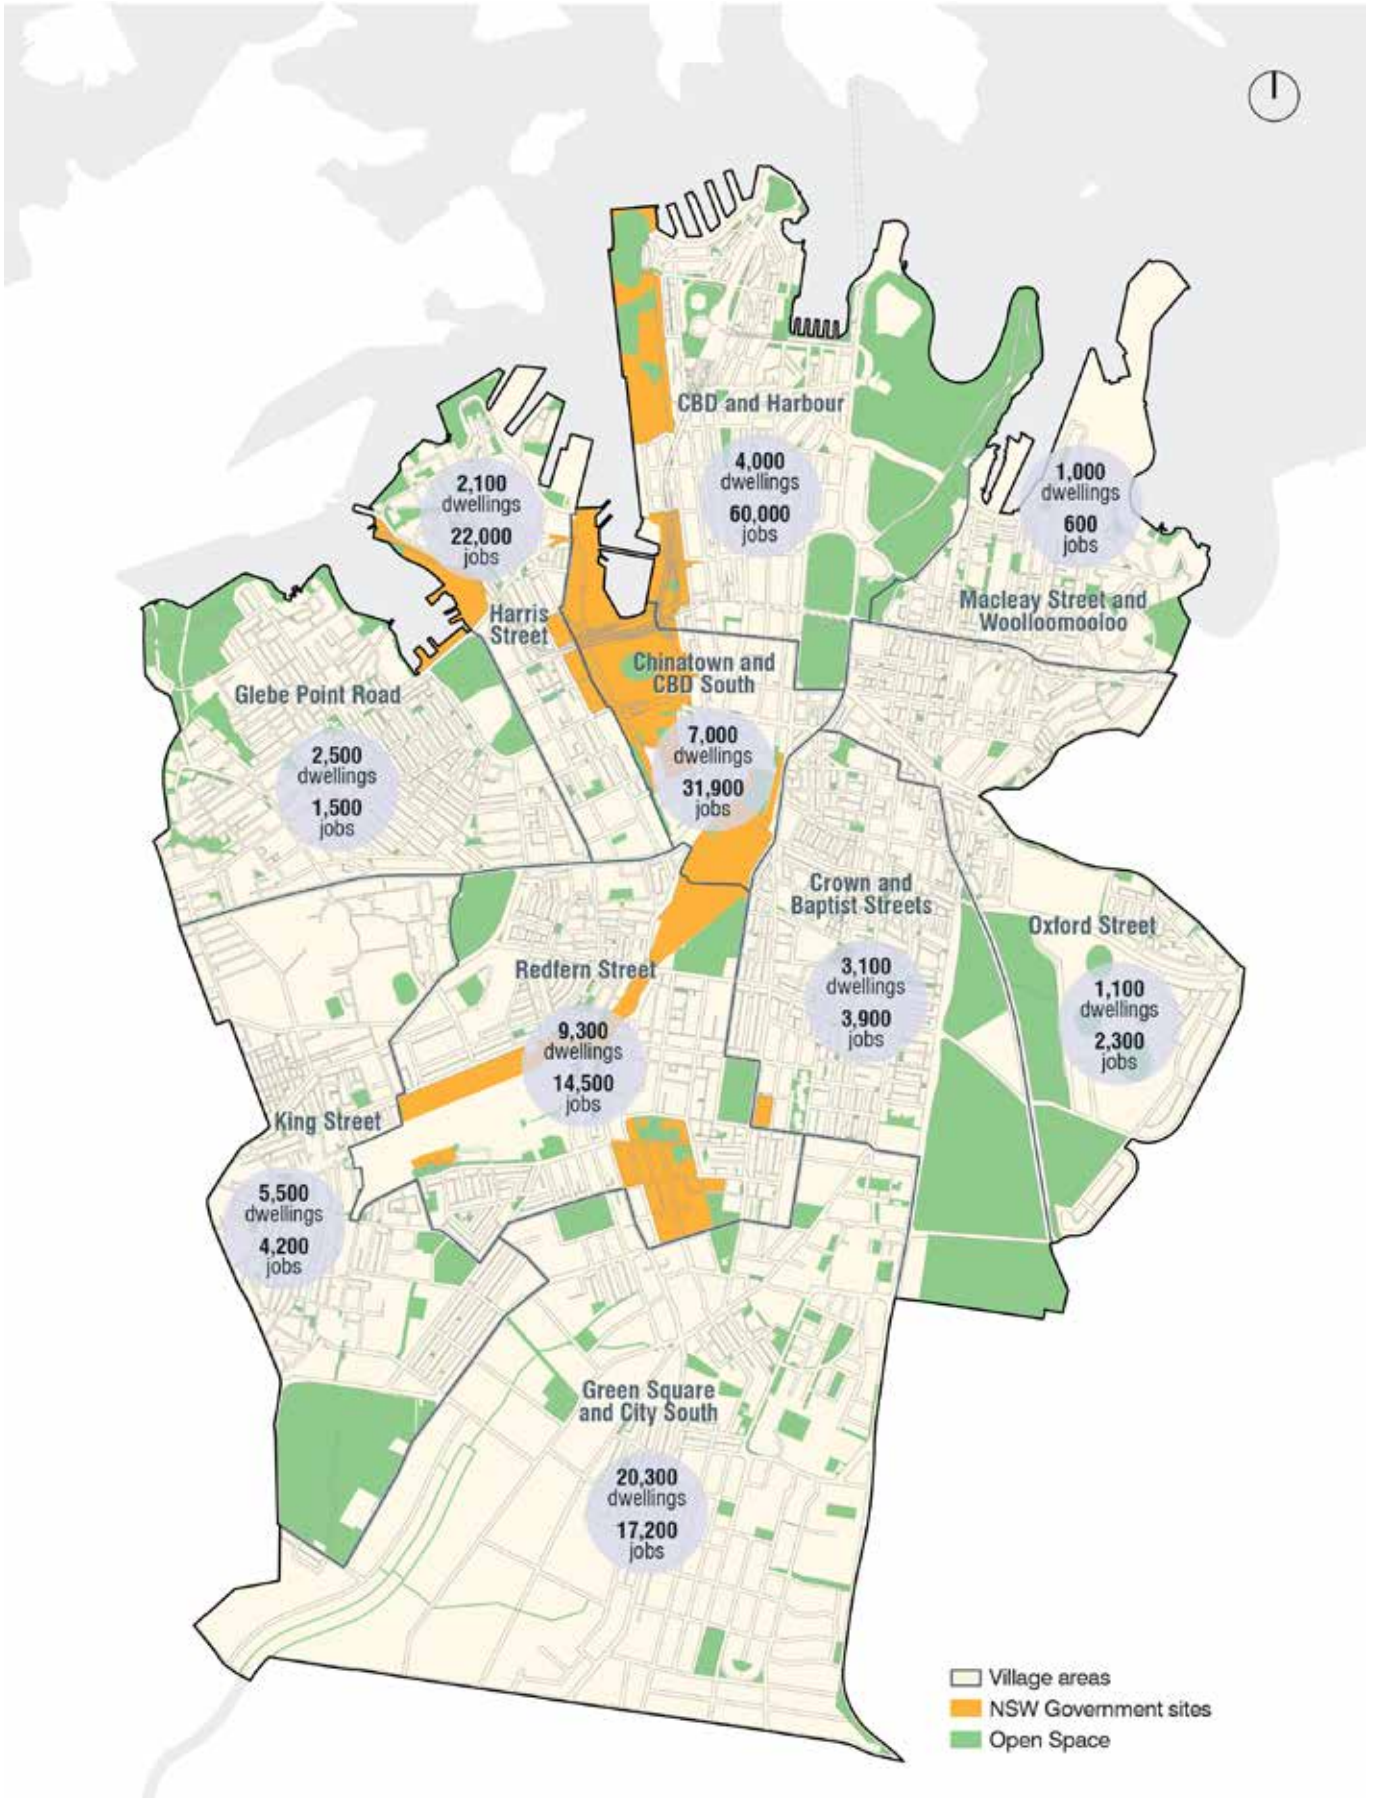 CBD and Harbour
4,000
dwellings
60,000
jobs
2,100
dwellings
22,000
jobs
Harris
Street
1,000
dwellings
600
jobs
Macleay Street and
Woolloomooloo
Glebe Point Road
2,500
dwellings
1,500
jobs
Chinatown and
CBD South
7,000
dwellings
31,900
jobs
Crown and
Baptist Streets
3,100
dwellings
3,900
jobs
Oxford Street
1,100
dwellings
2,300
jobs
Redfern Street
9,300
dwellings
14,500
jobs
King Street
5,500
dwellings
4,200
jobs
Green Square
and City South
20,300
dwellings
17,200
jobs
Village areas
NSW Government sites
Open Space